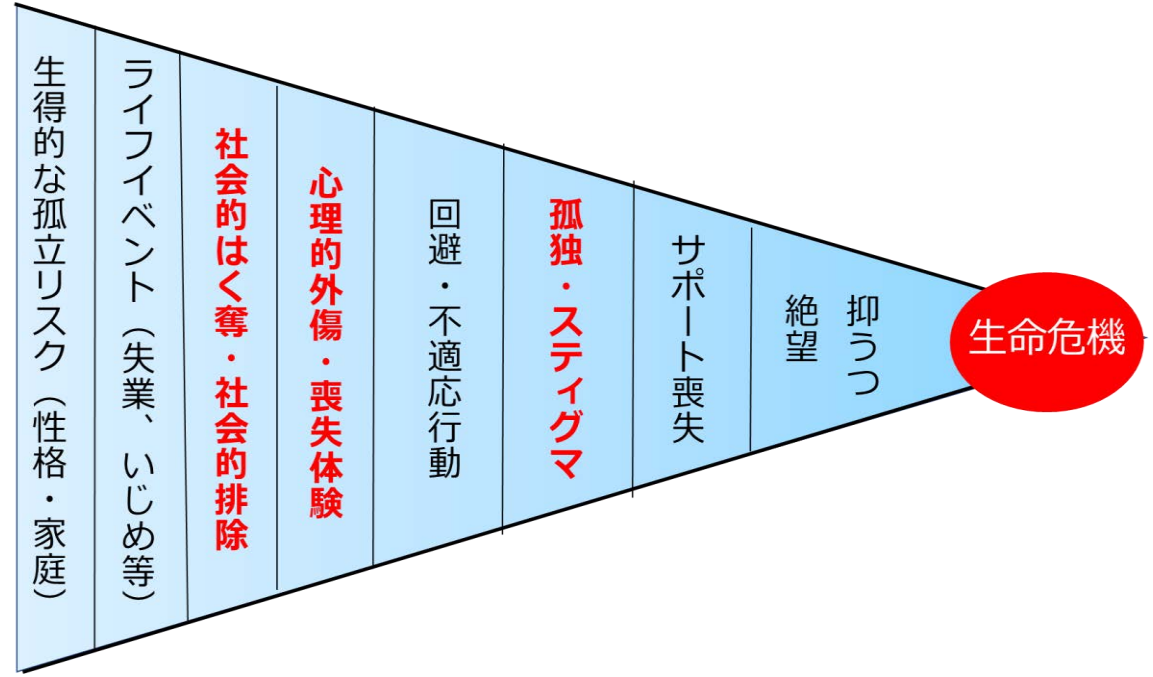 生得的な孤立リスク（性格・家庭）
ライフイベント（失業、いじめ等）
社会的はく奪・社会的排除
心理的外傷・喪失体験
回避・不適応行動
孤独・スティグマ
サポート喪失
抑うつ
絶望
生命危機